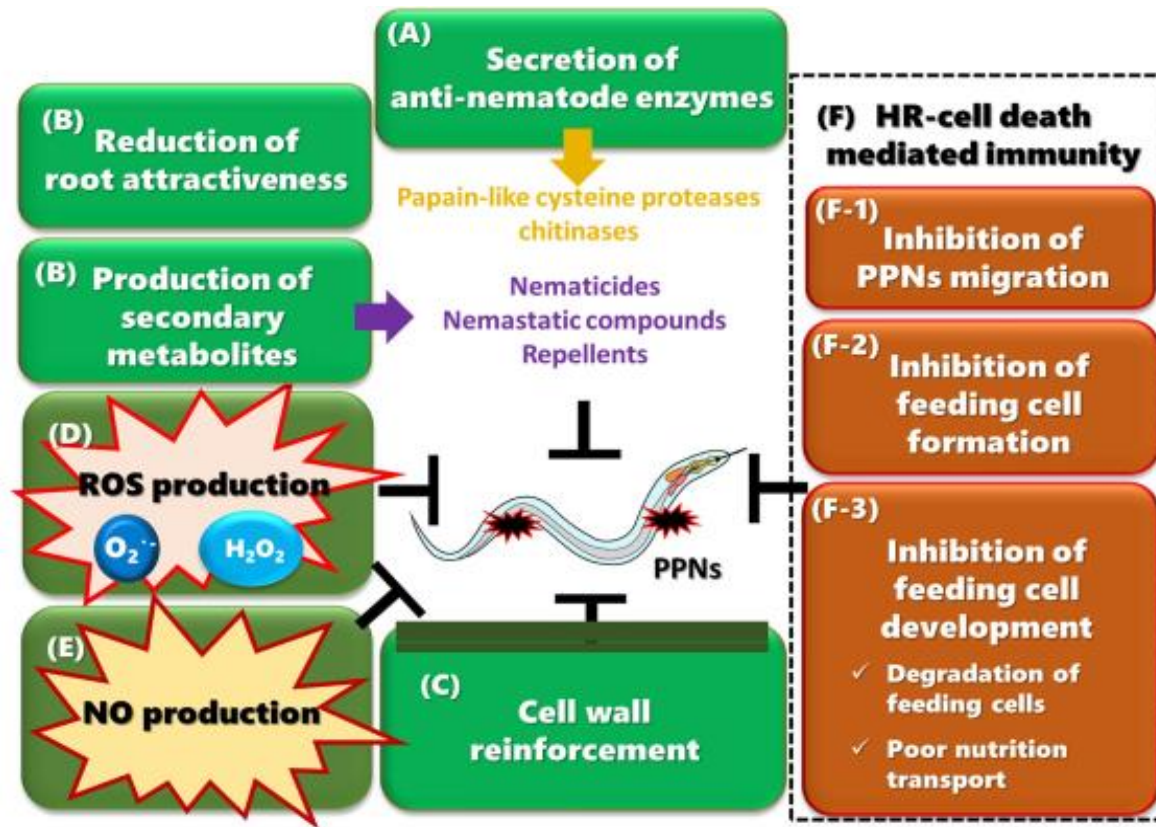 (A)
Secretion of
anti-nematode enzymes
Papain-like cysteine proteases
chitinases
(B)
Reduction of
root attractiveness
(B)
Production of
secondary
metabolites
Nematicides
Nemastatic compounds
Repellents
(D)
ROS production
O₂˙⁻
H₂O₂
(E)
NO production
PPNs
(C)
Cell wall
reinforcement
(F) HR-cell death
mediated immunity
(F-1)
Inhibition of
PPNs migration
(F-2)
Inhibition of
feeding cell
formation
(F-3)
Inhibition of
feeding cell
development
✓ Degradation of
feeding cells
✓ Poor nutrition
transport